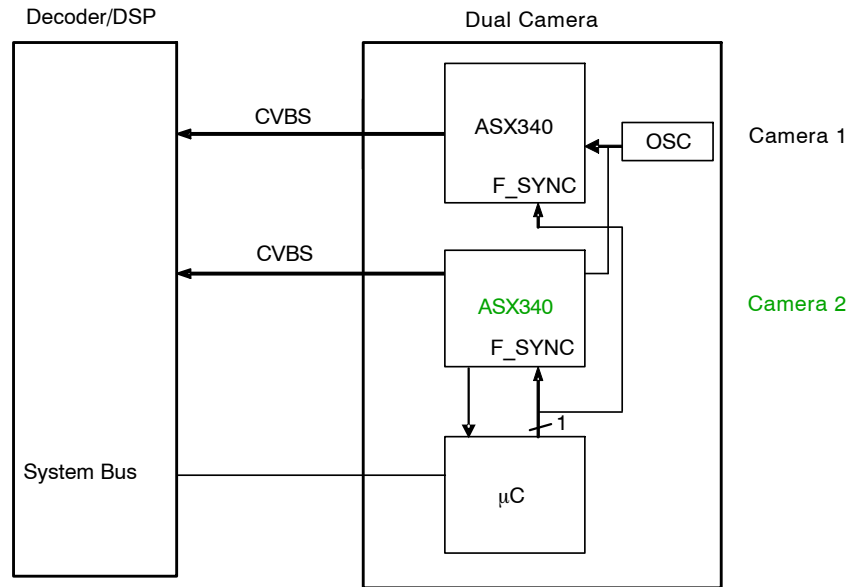 Decoder/DSP
Dual Camera
CVBS
ASX340
OSC
Camera 1
F_SYNC
CVBS
ASX340
Camera 2
F_SYNC
1
System Bus
μC